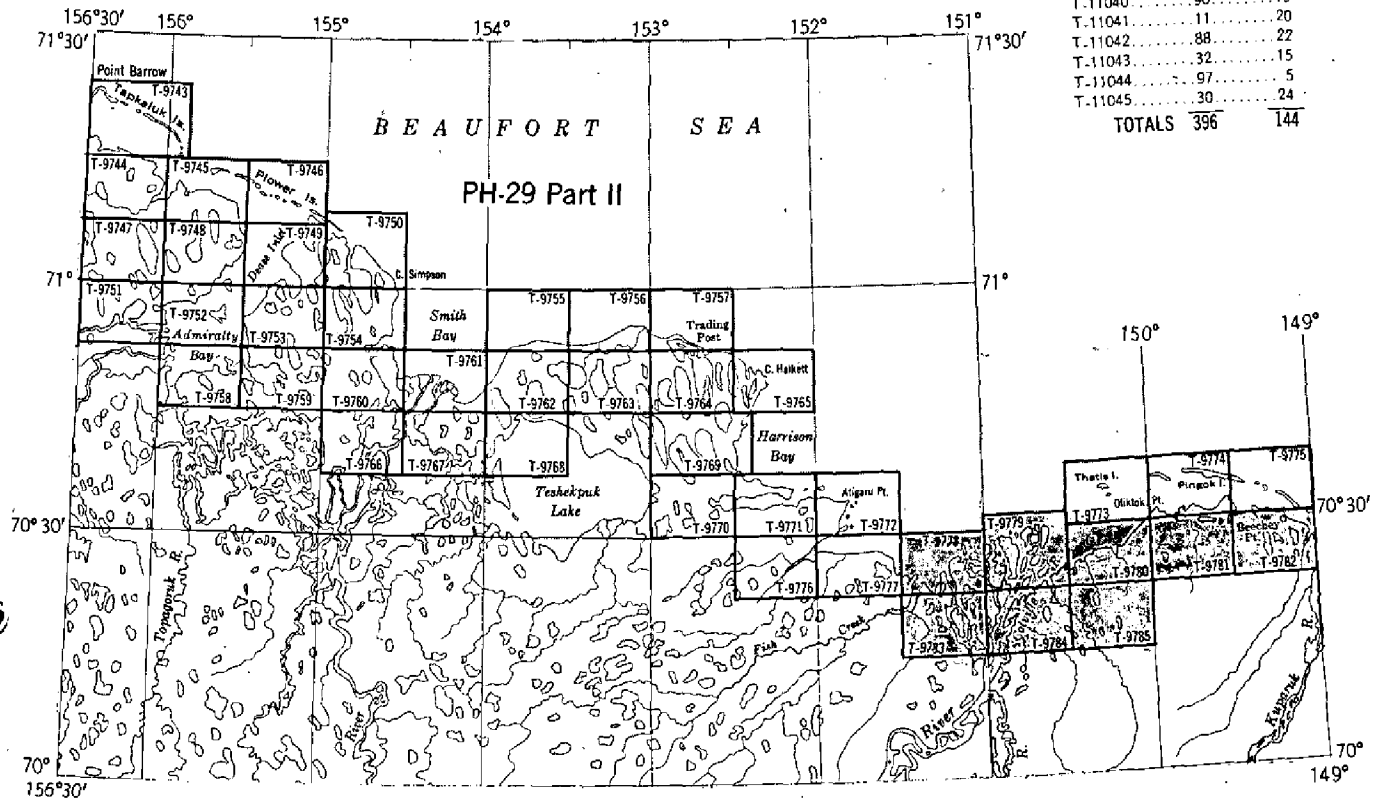 T-11041........11........20
T-11042........88........22
T-11043........32........15
T-11044........97........5
T-11045........30........24
TOTALS 396 144
156°30′ 156° 155° 154° 153° 152° 151°
71°30′ 71°30′
Point Barrow
T-9743
Tapkaluk Is.
BEAUFORT SEA
PH-29 Part II
T-9744 T-9745 T-9746
Plower Is.
T-9747 T-9748 T-9749 T-9750
Dease Inlet
C. Simpson
71° 71°
T-9751 T-9752 T-9753 T-9754 T-9755 T-9756 T-9757
Admiralty
Bay
Smith
Bay
Trading
Post
150° 149°
T-9758 T-9759 T-9760 T-9761 T-9762 T-9763 T-9764 T-9765
C. Halkett
Harrison
Bay
T-9766 T-9767 T-9768 T-9769
Teshekpuk
Lake
T-9770 T-9771 T-9772
Atigaru Pt.
Thetis I.
T-9773 T-9774 T-9775
Oliktok Pt.
Pingok I.
70°30′ 70°30′
T-9776 T-9777 T-9778 T-9779 T-9780 T-9781 T-9782
Beechey
Pt.
T-9783 T-9784 T-9785
Topagoruk R.
River
Fish Creek
River
R.
Kuparuk R.
70° 70°
156°30′ 149°